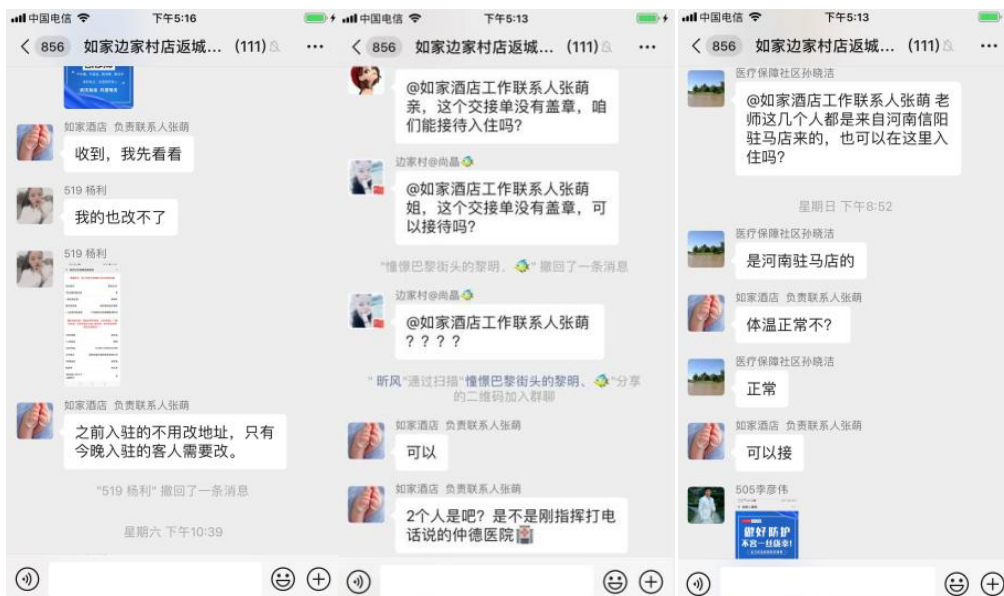 中国电信
下午5:16
856
如家边家村店返城... (111)
如家酒店 负责联系人张萌
收到，我先看看
519 杨利
我的也改不了
519 杨利
如家酒店 负责联系人张萌
之前入驻的不用改地址，只有
今晚入驻的客人需要改。
"519 杨利" 撤回了一条消息
星期六 下午10:39
中国电信
下午5:13
856
如家边家村店返城... (111)
@如家酒店工作联系人张萌
亲，这个交接单没有盖章，咱
们能接待入住吗？
边家村@尚晶
@如家酒店工作联系人张萌
姐，这个交接单没有盖章，可
以接待吗？
"憧憬巴黎街头的黎明、" 撤回了一条消息
边家村@尚晶
@如家酒店工作联系人张萌
？？？？
"昕风"通过扫描"憧憬巴黎街头的黎明、"分享
的二维码加入群聊
如家酒店 负责联系人张萌
可以
如家酒店 负责联系人张萌
2个人是吧？是不是刚指挥打电
话说的仲德医院
中国电信
下午5:13
856
如家边家村店返城... (111)
医疗保障社区孙晓洁
@如家酒店工作联系人张萌 老
师这几个人都是来自河南信阳
驻马店来的，也可以在这里入
住吗？
星期日 下午8:52
医疗保障社区孙晓洁
是河南驻马店的
如家酒店 负责联系人张萌
体温正常不？
医疗保障社区孙晓洁
正常
如家酒店 负责联系人张萌
可以接
505李彦伟
做好防护
不容一丝侥幸！